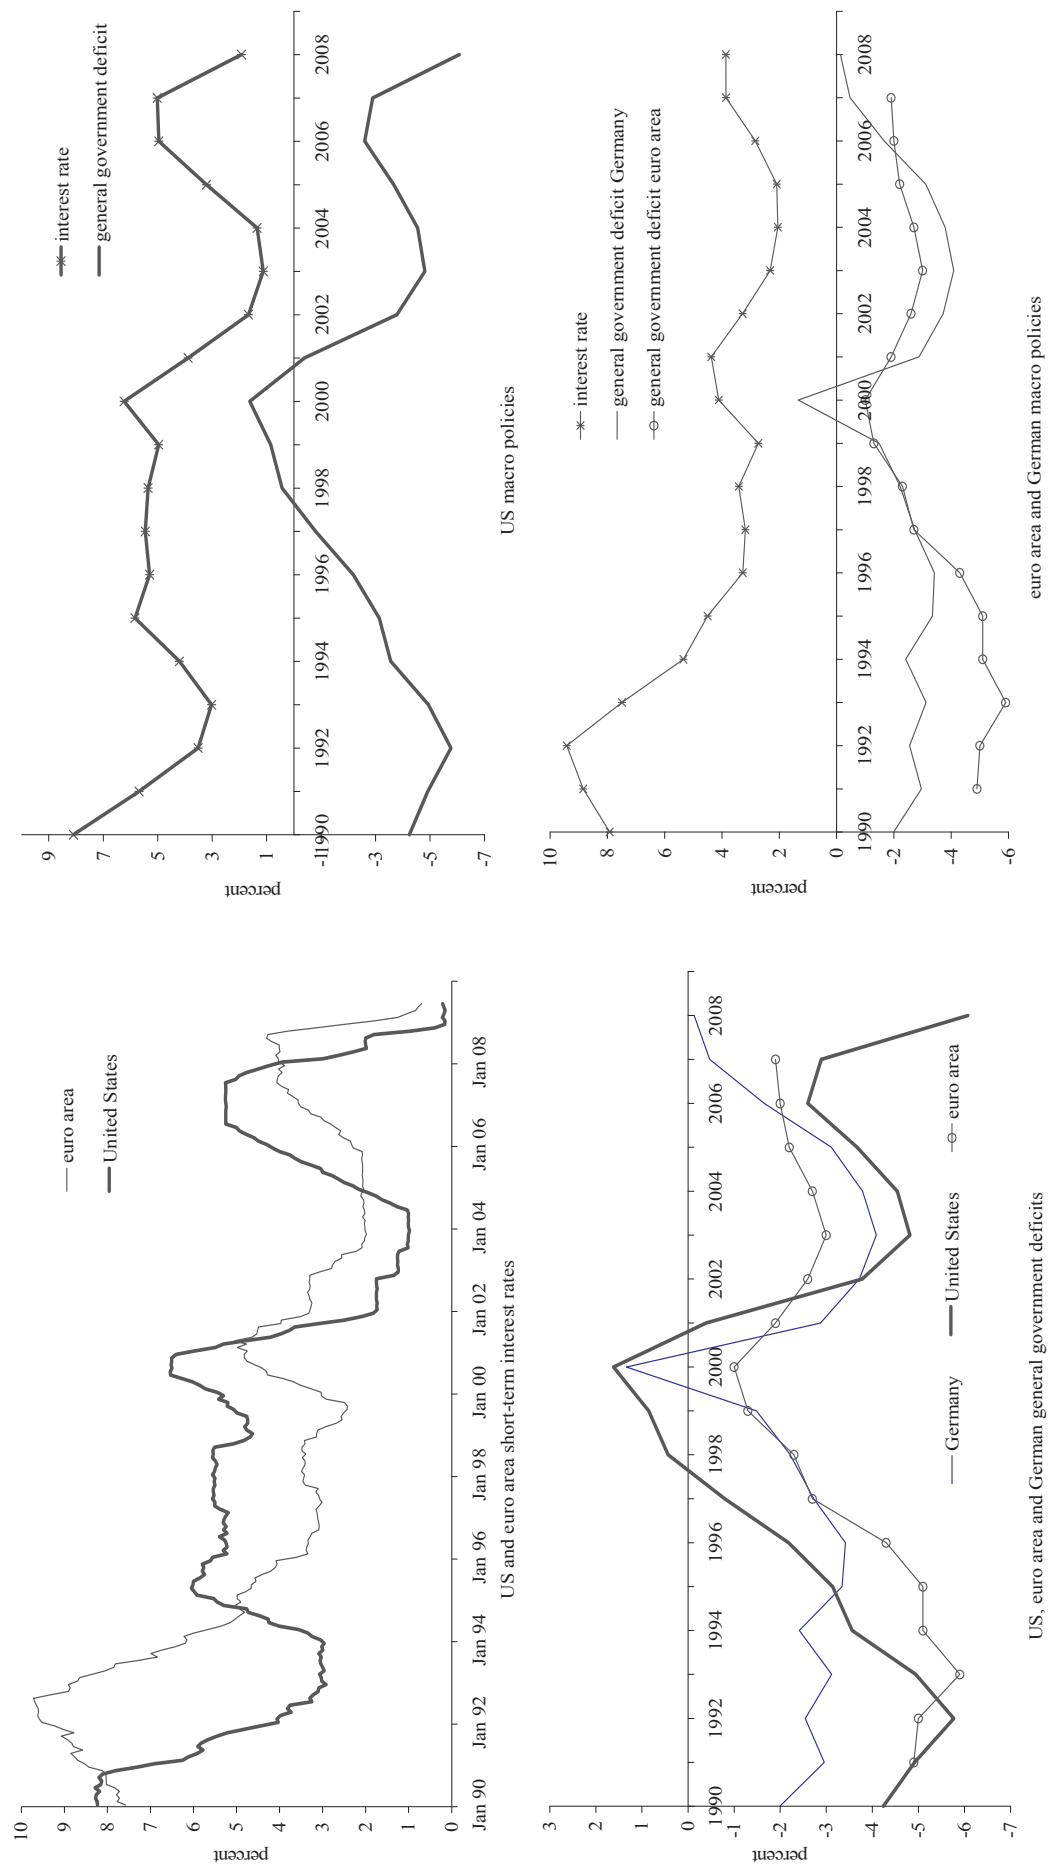 euro area
United States
10
9
8
7
6
5
4
3
2
1
0
percent
Jan 90 Jan 92 Jan 94 Jan 96 Jan 98 Jan 00 Jan 02 Jan 04 Jan 06 Jan 08
US and euro area short-term interest rates
interest rate
general government deficit
9
7
5
3
1
-1
-3
-5
-7
percent
1990 1992 1994 1996 1998 2000 2002 2004 2006 2008
US macro policies
3
2
1
0
-1
-2
-3
-4
-5
-6
-7
percent
1990 1992 1994 1996 1998 2000 2002 2004 2006 2008
Germany United States euro area
US, euro area and German general government deficits
interest rate
general government deficit Germany
general government deficit euro area
10
8
6
4
2
0
-2
-4
-6
percent
1990 1992 1994 1996 1998 2000 2002 2004 2006 2008
euro area and German macro policies